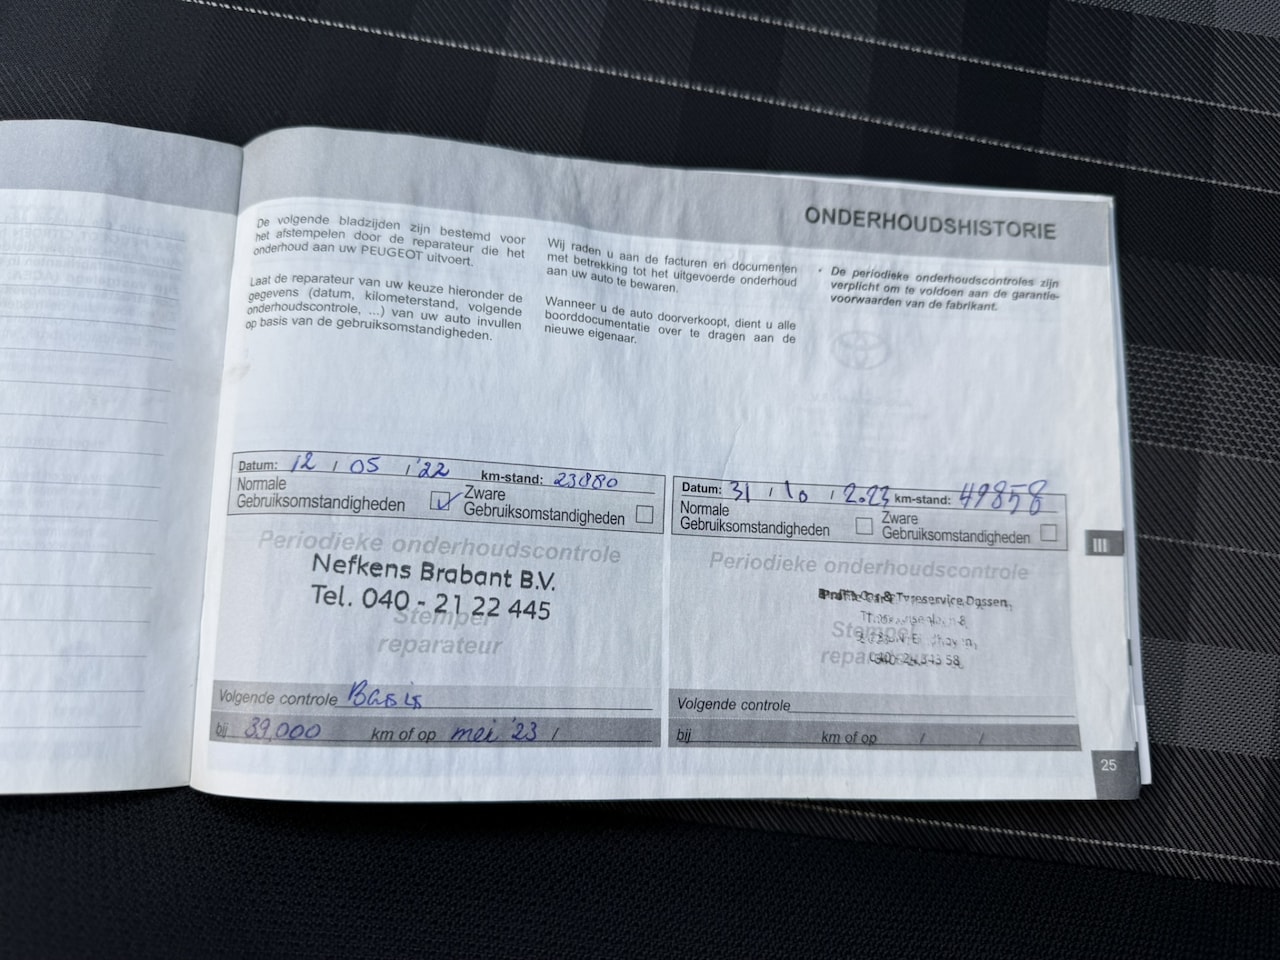 ONDERHOUDSHISTORIE
De volgende bladzijden zijn bestemd voor
het afstempelen door de reparateur die het
onderhoud aan uw PEUGEOT uitvoert.
Laat de reparateur van uw keuze hieronder de
gegevens (datum, kilometerstand, volgende
onderhoudscontrole, ...) van uw auto invullen
op basis van de gebruiksomstandigheden.
Wij raden u aan de facturen en documenten
met betrekking tot het uitgevoerde onderhoud
aan uw auto te bewaren.
Wanneer u de auto doorverkoopt, dient u alle
boorddocumentatie over te dragen aan de
nieuwe eigenaar.
• De periodieke onderhoudscontroles zijn
verplicht om te voldoen aan de garantie-
voorwaarden van de fabrikant.
Datum: 12 / 05 / '22 km-stand: 23080
Normale
Gebruiksomstandigheden
Zware
Gebruiksomstandigheden
Periodieke onderhoudscontrole
Nefkens Brabant B.V.
Tel. 040 - 21 22 445
Stempel
reparateur
Volgende controle Basis
bij 39.000 km of op mei '23 /
Datum: 31 / 10 / 2023 km-stand: 49858
Normale
Gebruiksomstandigheden
Zware
Gebruiksomstandigheden
Periodieke onderhoudscontrole
Car & Tyreservice Dassen
Volgende controle
bij km of op / /
III
25